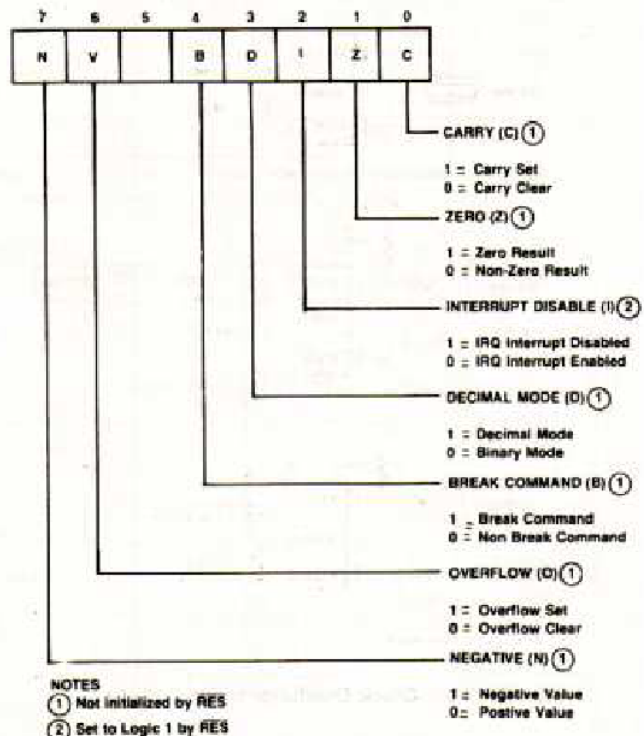 7 6 5 4 3 2 1 0
N V B D I Z C
CARRY (C) ①
1 = Carry Set
0 = Carry Clear
ZERO (Z) ①
1 = Zero Result
0 = Non-Zero Result
INTERRUPT DISABLE (I) ②
1 = IRQ Interrupt Disabled
0 = IRQ Interrupt Enabled
DECIMAL MODE (D) ①
1 = Decimal Mode
0 = Binary Mode
BREAK COMMAND (B) ①
1 = Break Command
0 = Non Break Command
OVERFLOW (O) ①
1 = Overflow Set
0 = Overflow Clear
NEGATIVE (N) ①
1 = Negative Value
0 = Postive Value
NOTES
① Not initialized by RES
② Set to Logic 1 by RES